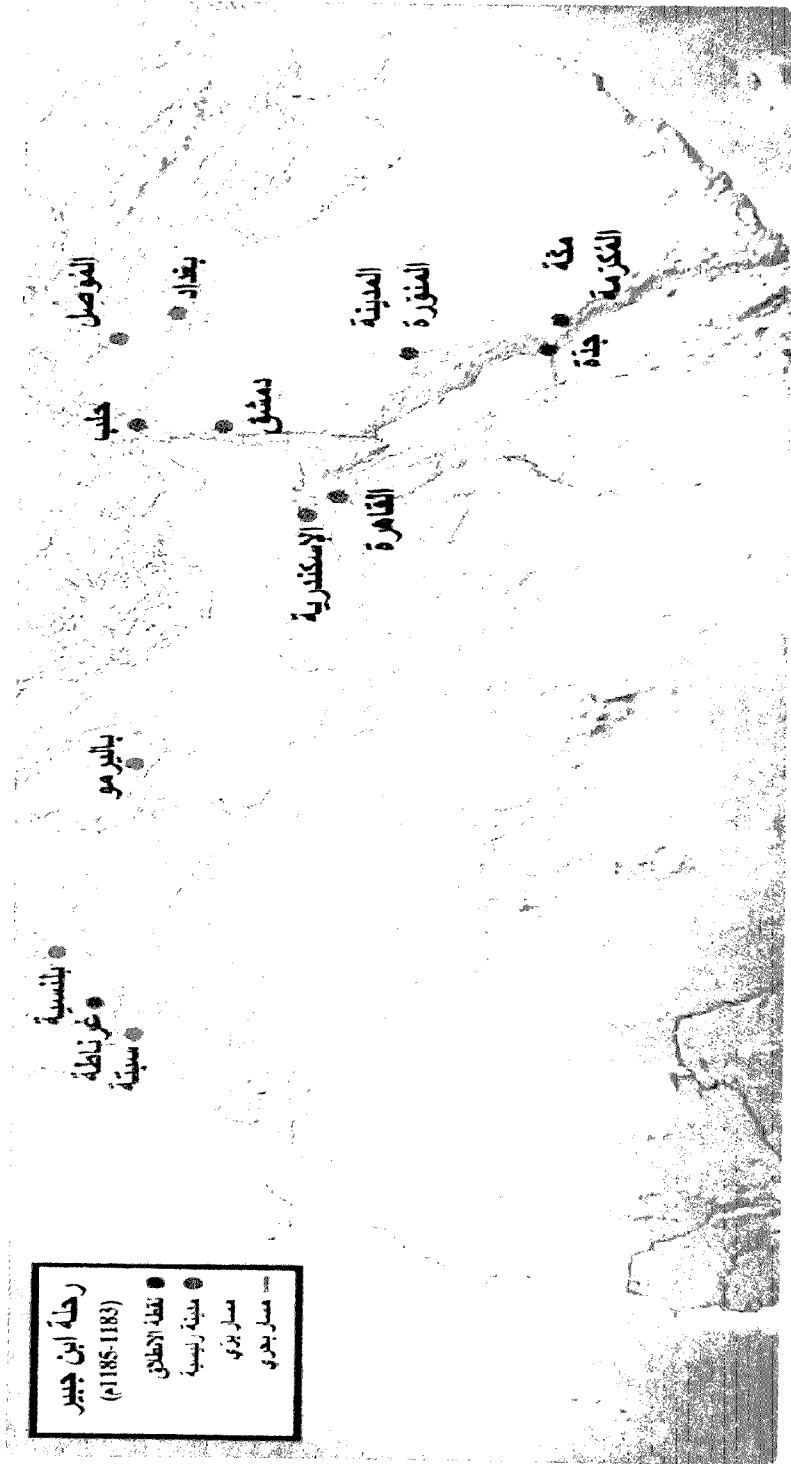 رحلة ابن جبير
(1183-1185م)
نقطة الانطلاق
مدينة رئيسية
مسار بري
مسار بحري
بلنسية
غرناطة
سبتة
باليرمو
الإسكندرية
القاهرة
حلب
دمشق
الموصل
بغداد
المدينة
المنورة
جدة
مكة
المكرمة